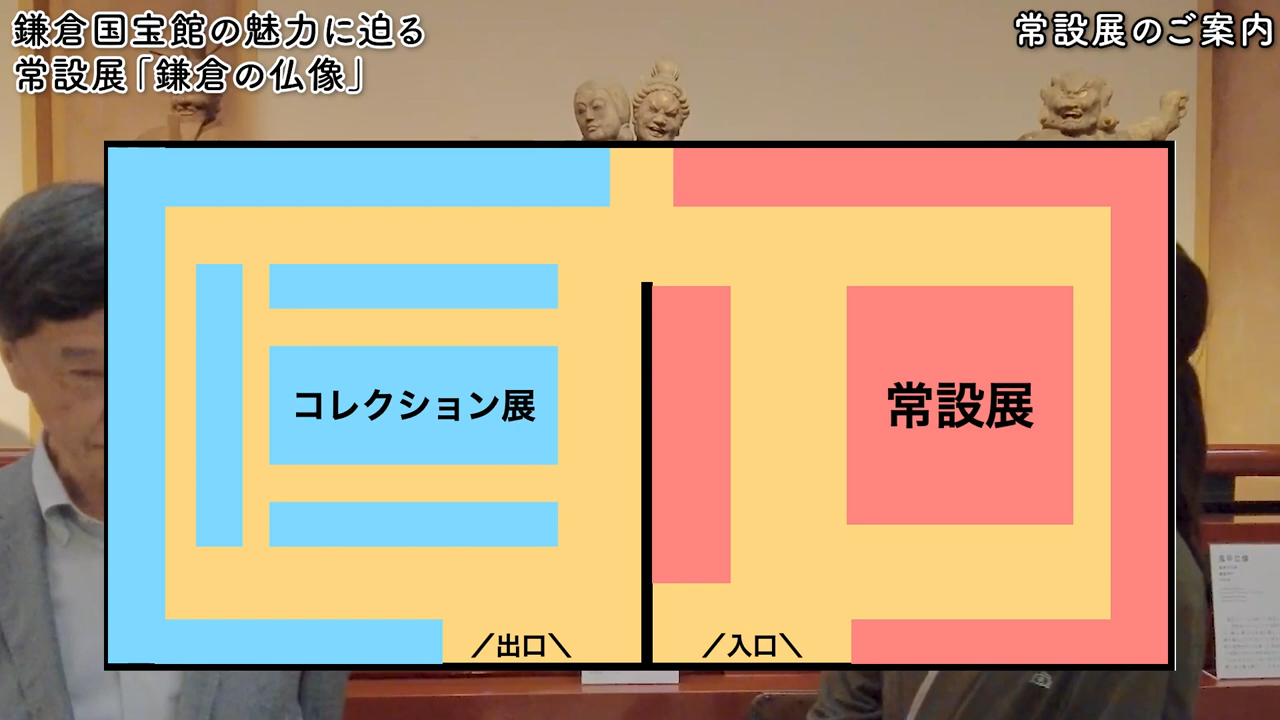 鎌倉国宝館の魅力に迫る
常設展「鎌倉の仏像」
常設展のご案内
コレクション展
常設展
／出口＼
／入口＼